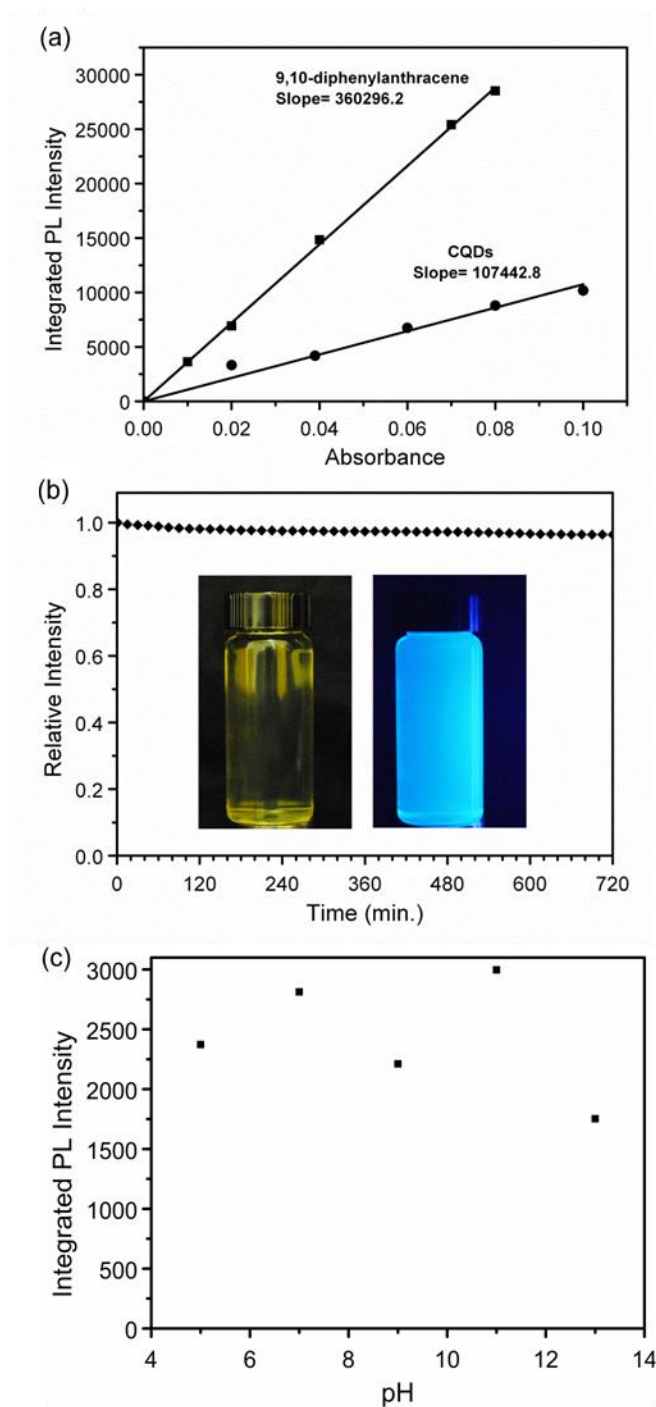 (a)
30000
25000
20000
15000
10000
5000
0
Integrated PL Intensity
9,10-diphenylanthracene
Slope= 360296.2
CQDs
Slope= 107442.8
0.00 0.02 0.04 0.06 0.08 0.10
Absorbance
(b)
1.0
0.8
0.6
0.4
0.2
0.0
Relative Intensity
0 120 240 360 480 600 720
Time (min.)
(c)
3000
2500
2000
1500
1000
500
0
Integrated PL Intensity
4 6 8 10 12 14
pH